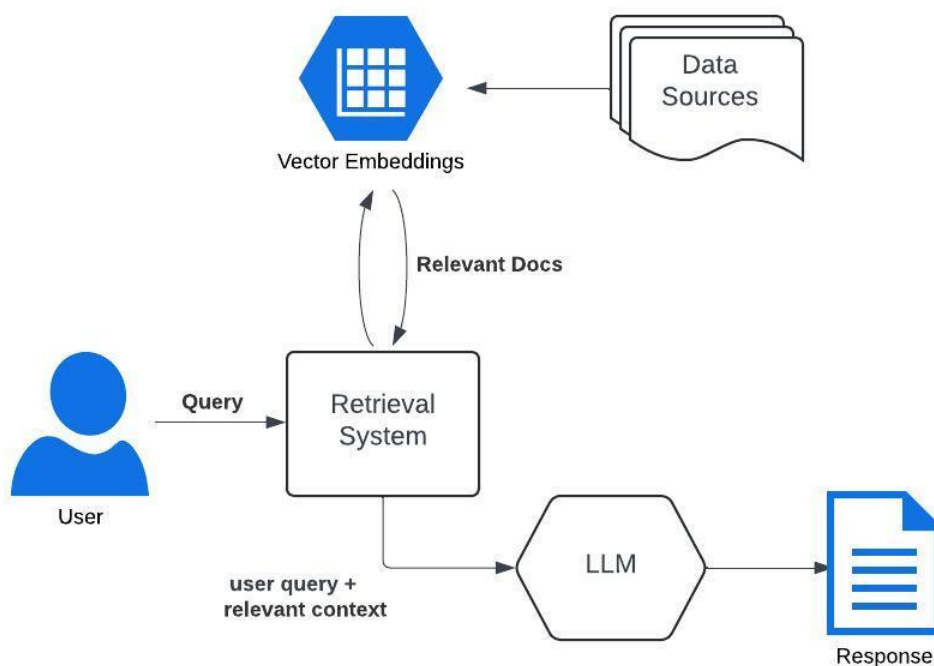 Data
Sources
Vector Embeddings
Relevant Docs
Query
Retrieval
System
User
LLM
user query +
relevant context
Response